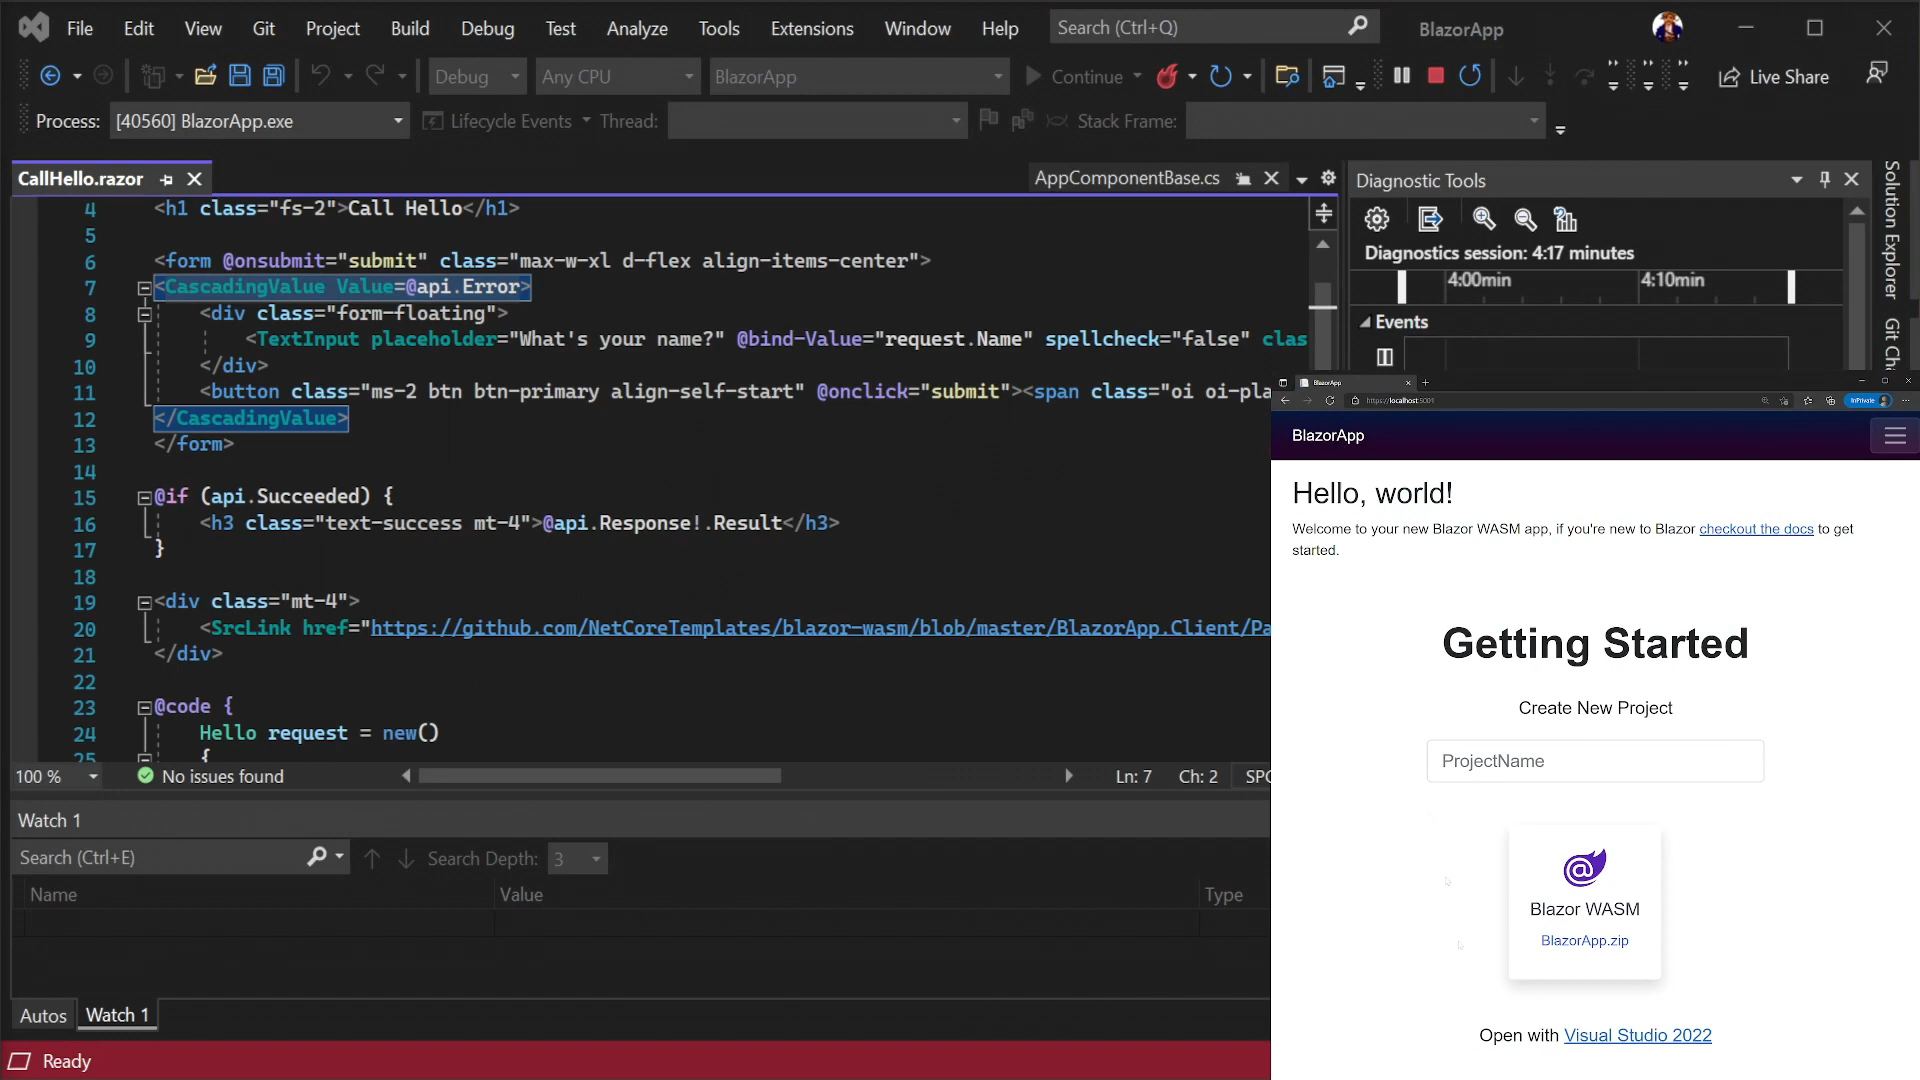 File Edit View Git Project Build Debug Test Analyze Tools Extensions Window Help Search (Ctrl+Q) BlazorApp
Debug Any CPU BlazorApp Continue Live Share
Process: [40560] BlazorApp.exe Lifecycle Events Thread: Stack Frame:
CallHello.razor AppComponentBase.cs
4 <h1 class="fs-2">Call Hello</h1>
5
6 <form @onsubmit="submit" class="max-w-xl d-flex align-items-center">
7 <CascadingValue Value=@api.Error>
8 <div class="form-floating">
9 <TextInput placeholder="What's your name?" @bind-Value="request.Name" spellcheck="false" clas
10 </div>
11 <button class="ms-2 btn btn-primary align-self-start" @onclick="submit"><span class="oi oi-pla
12 </CascadingValue>
13 </form>
14
15 @if (api.Succeeded) {
16 <h3 class="text-success mt-4">@api.Response!.Result</h3>
17 }
18
19 <div class="mt-4">
20 <SrcLink href="https://github.com/NetCoreTemplates/blazor-wasm/blob/master/BlazorApp.Client/Pa
21 </div>
22
23 @code {
24 Hello request = new()
25 {
100 % No issues found Ln: 7 Ch: 2 SPC
Watch 1
Search (Ctrl+E) Search Depth: 3
Name Value Type
Autos Watch 1
Ready
Diagnostic Tools
Diagnostics session: 4:17 minutes
4:00min 4:10min
Events
Solution Explorer
Git Ch
BlazorApp
https://localhost:5001
InPrivate
BlazorApp
Hello, world!
Welcome to your new Blazor WASM app, if you're new to Blazor checkout the docs to get
started.
Getting Started
Create New Project
ProjectName
Blazor WASM
BlazorApp.zip
Open with Visual Studio 2022